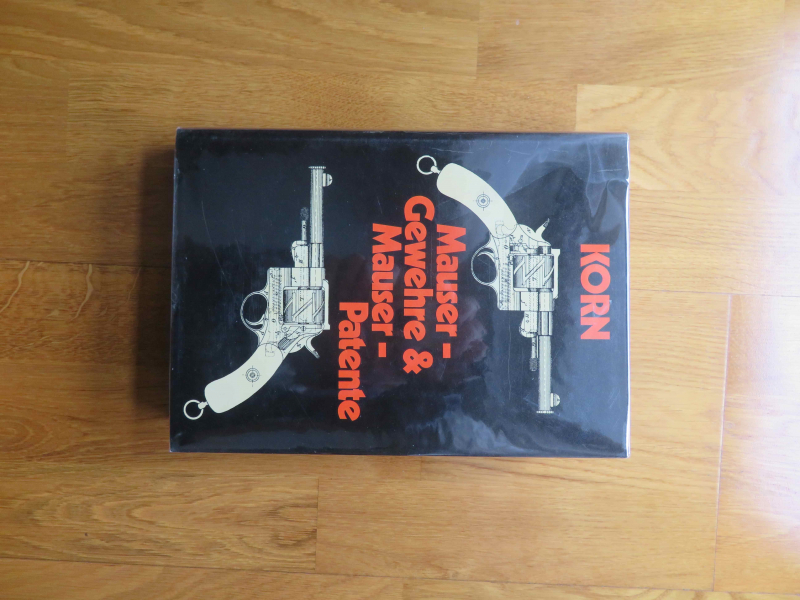 KORN
Mauser-
Gewehre &
Mauser-
Patente